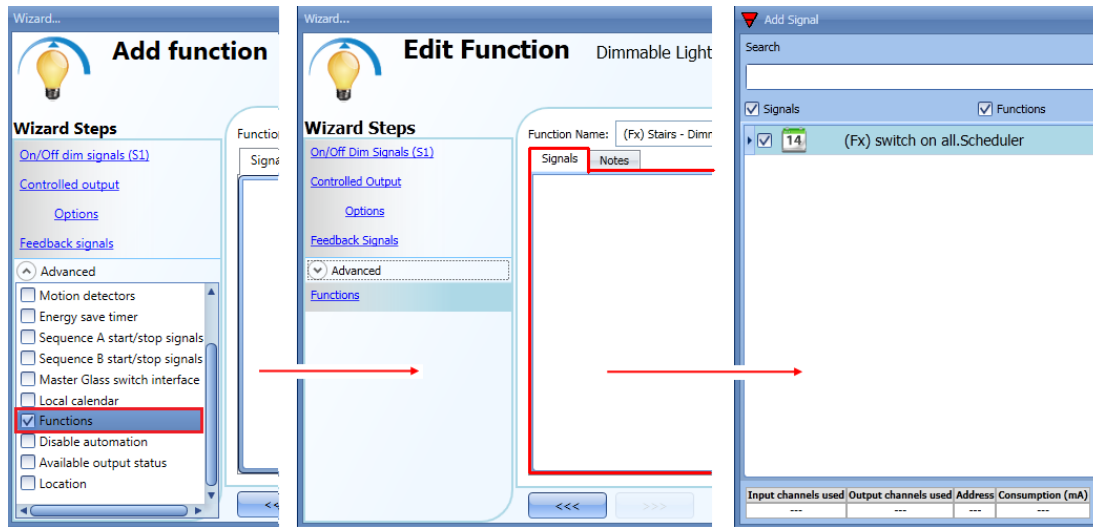 Wizard...
Add function
Wizard Steps
On/Off dim signals (S1)
Controlled output
Options
Feedback signals
Advanced
Motion detectors
Energy save timer
Sequence A start/stop signals
Sequence B start/stop signals
Master Glass switch interface
Local calendar
Functions
Disable automation
Available output status
Location
Functio
Signa
<<
Wizard...
Edit Function Dimmable Light
Wizard Steps
On/Off Dim Signals (S1)
Controlled Output
Options
Feedback Signals
Advanced
Functions
Function Name: (Fx) Stairs - Dimm
Signals Notes
<<< >>>
Add Signal
Search
Signals Functions
14 (Fx) switch on all.Scheduler
Input channels used Output channels used Address Consumption (mA)
--- --- --- ---